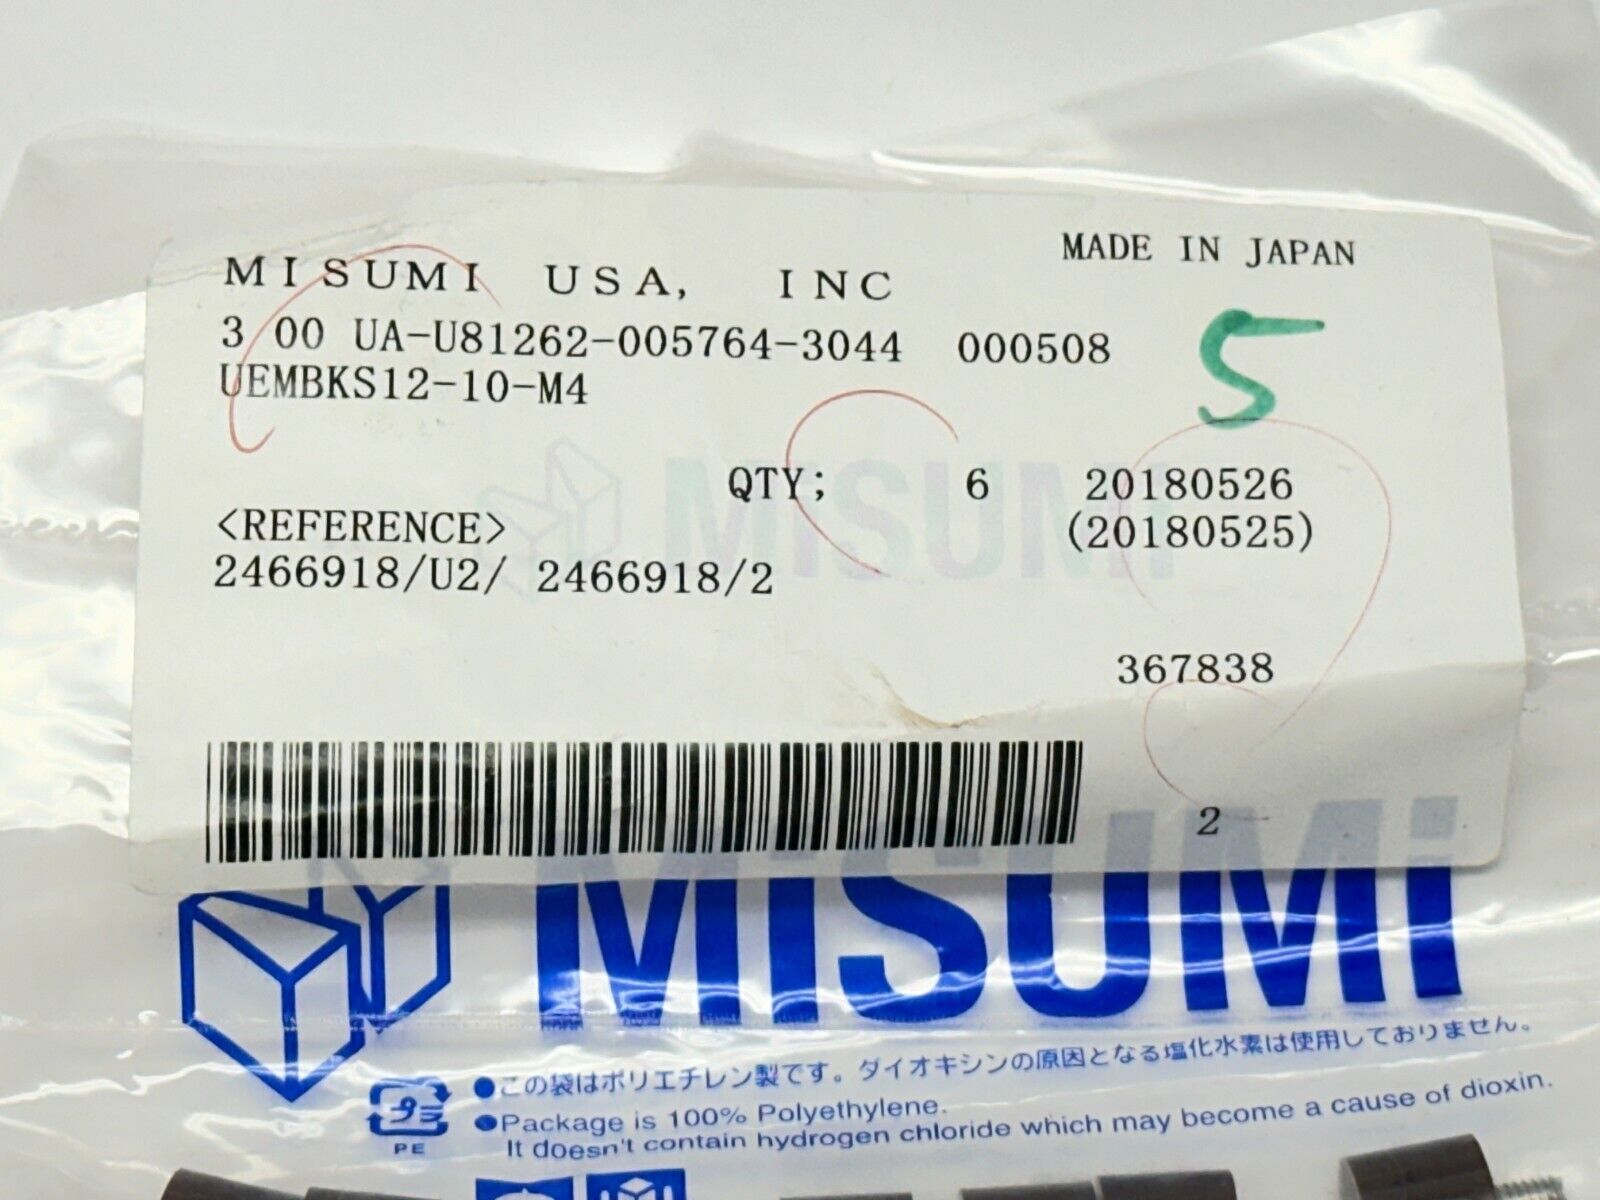 MISUMI USA, INC
MADE IN JAPAN
3 00 UA-U81262-005764-3044 000508
5
UEMBKS12-10-M4
QTY; 6 20180526
<REFERENCE> (20180525)
2466918/U2/ 2466918/2
MiSUMi
367838
2
MiSUMi
●この袋はポリエチレン製です。ダイオキシンの原因となる塩化水素は使用しておりません。
プラ
PE
●Package is 100% Polyethylene.
It doesn't contain hydrogen chloride which may become a cause of dioxin.